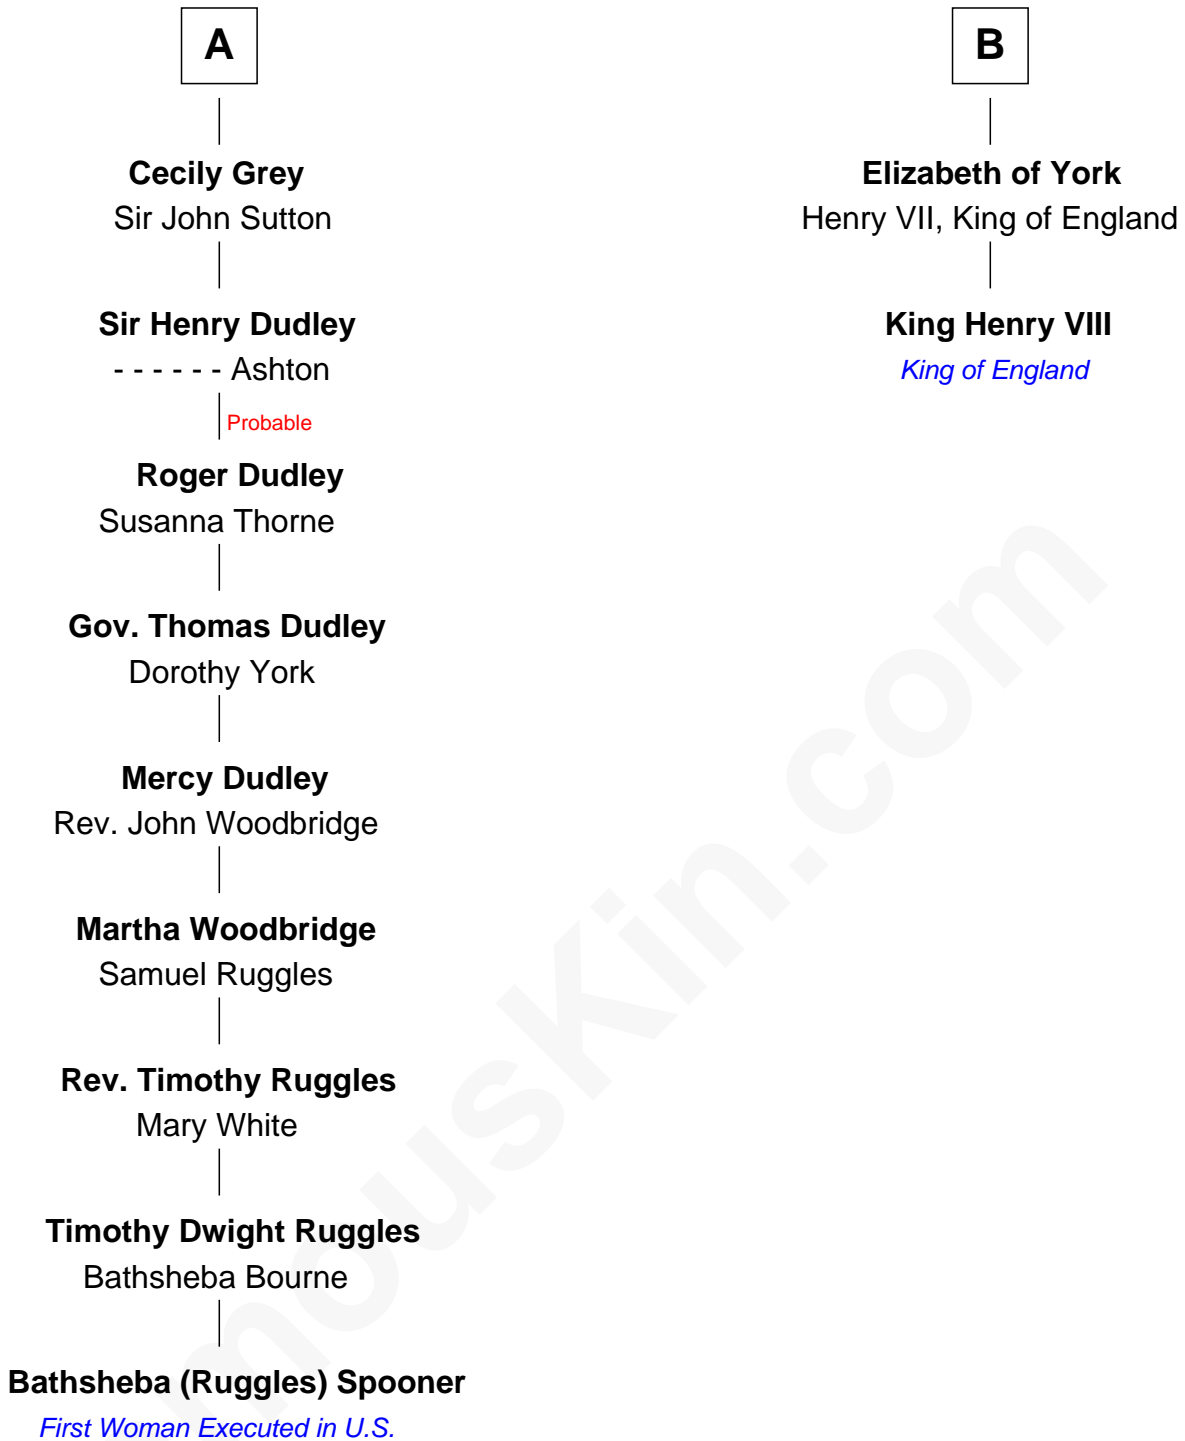 A
B
Cecily Grey
Sir John Sutton
Elizabeth of York
Henry VII, King of England
Sir Henry Dudley
- - - - - - Ashton
King Henry VIII
King of England
Probable
Roger Dudley
Susanna Thorne
Gov. Thomas Dudley
Dorothy York
Mercy Dudley
Rev. John Woodbridge
Martha Woodbridge
Samuel Ruggles
Rev. Timothy Ruggles
Mary White
Timothy Dwight Ruggles
Bathsheba Bourne
Bathsheba (Ruggles) Spooner
First Woman Executed in U.S.
mousKin.com